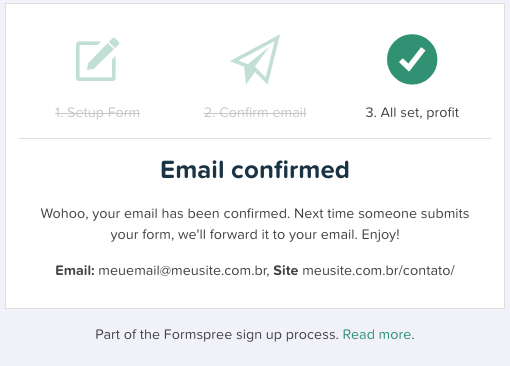 1. Setup Form
2. Confirm email
3. All set, profit
Email confirmed
Wohoo, your email has been confirmed. Next time someone submits
your form, we'll forward it to your email. Enjoy!
Email: meuemail@meusite.com.br, Site meusite.com.br/contato/
Part of the Formspree sign up process. Read more.